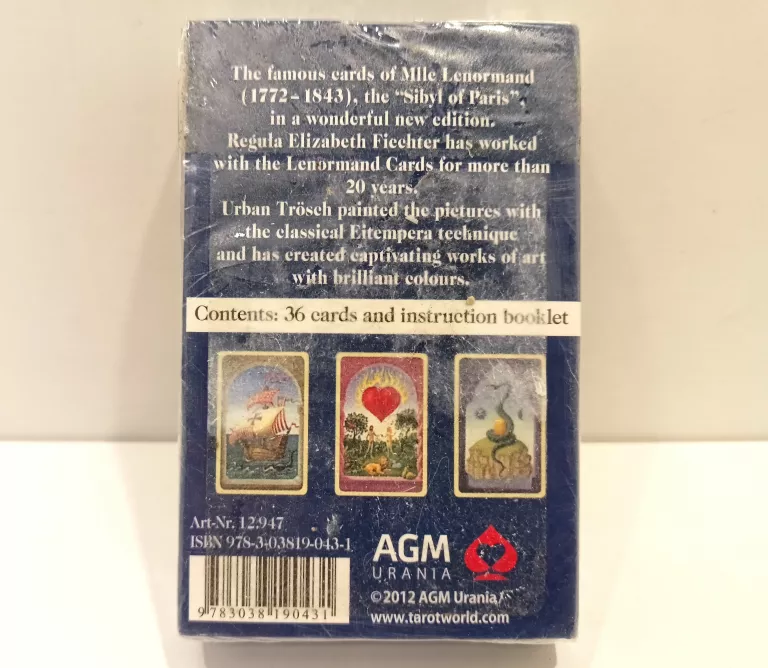 The famous cards of Mlle Lenormand
(1772–1843), the “Sibyl of Paris”,
in a wonderful new edition.
Regula Elizabeth Fiechter has worked
with the Lenormand Cards for more than
20 years.
Urban Trösch painted the pictures with
the classical Eitempera technique
and has created captivating works of art
with brilliant colours.
Contents: 36 cards and instruction booklet
Art-Nr. 12.947
ISBN 978-3-03819-043-1
9 783038 190431
AGM
URANIA
©2012 AGM Urania
www.tarotworld.com